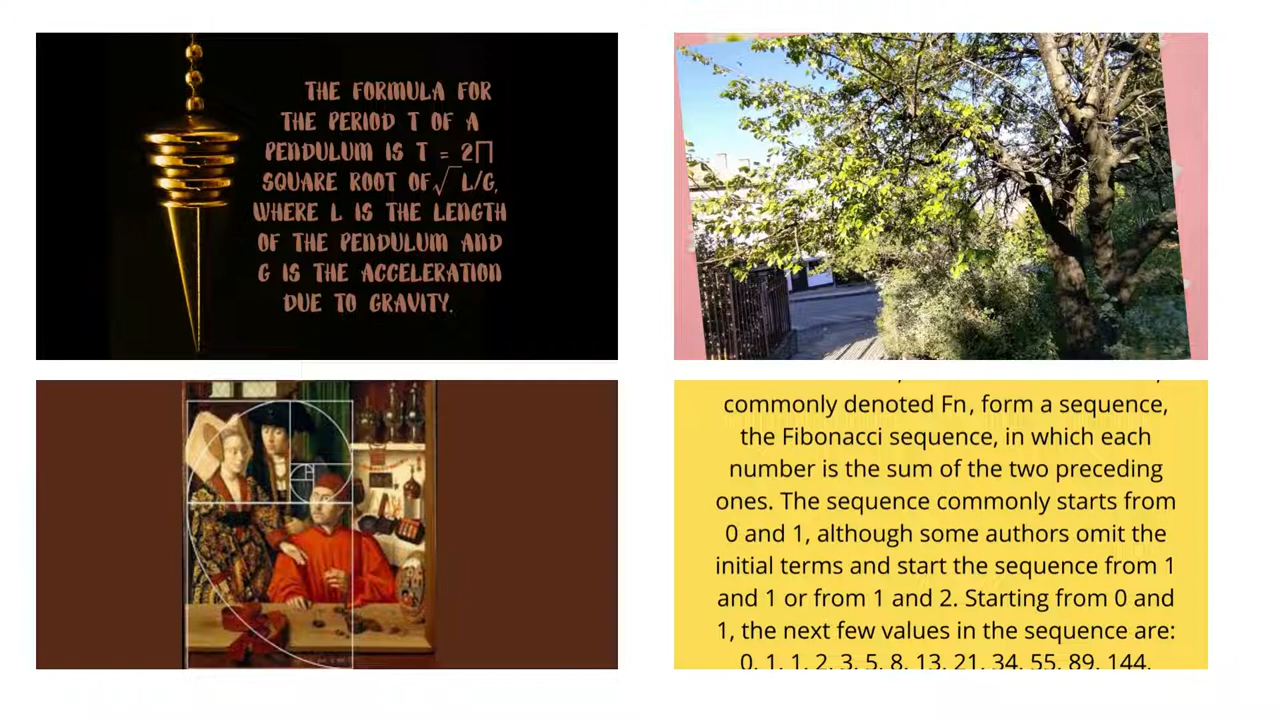 THE FORMULA FOR
THE PERIOD T OF A
PENDULUM IS T = 2∏
SQUARE ROOT OF√ L/G,
WHERE L IS THE LENGTH
OF THE PENDULUM AND
G IS THE ACCELERATION
DUE TO GRAVITY.
commonly denoted Fn, form a sequence,
the Fibonacci sequence, in which each
number is the sum of the two preceding
ones. The sequence commonly starts from
0 and 1, although some authors omit the
initial terms and start the sequence from 1
and 1 or from 1 and 2. Starting from 0 and
1, the next few values in the sequence are:
0, 1, 1, 2, 3, 5, 8, 13, 21, 34, 55, 89, 144,